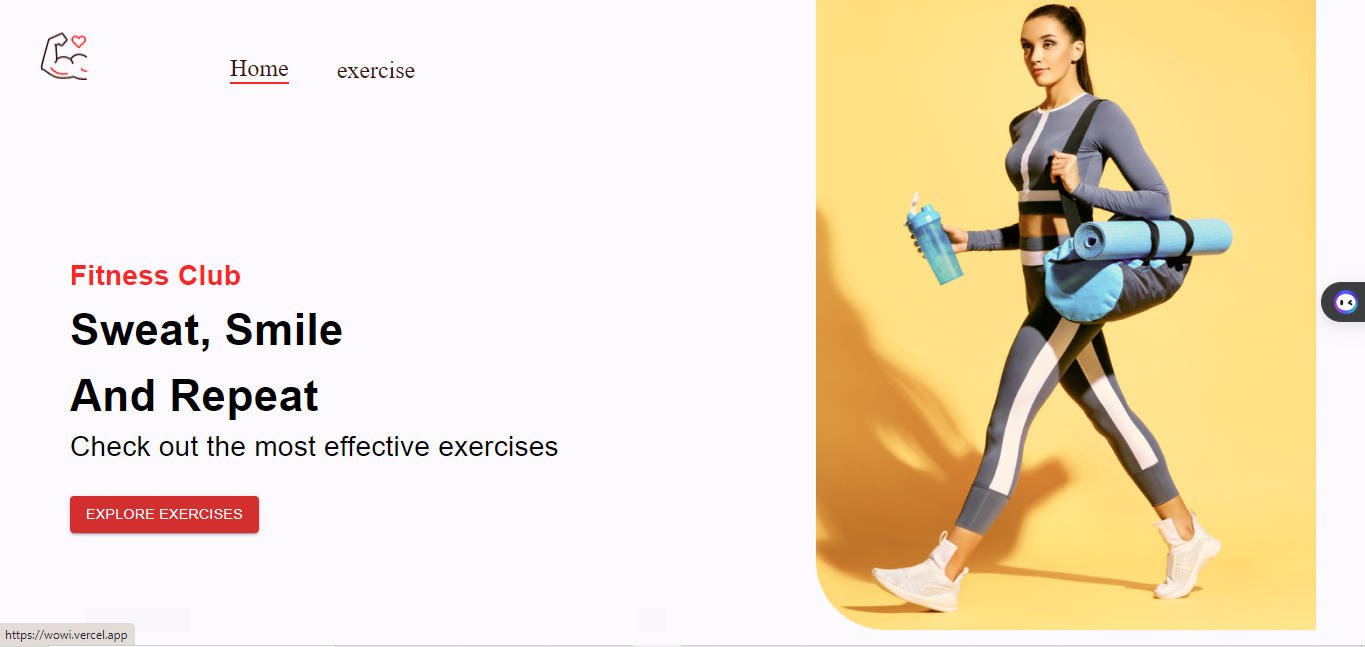 Home exercise
Fitness Club
Sweat, Smile
And Repeat
Check out the most effective exercises
EXPLORE EXERCISES
https://wowi.vercel.app